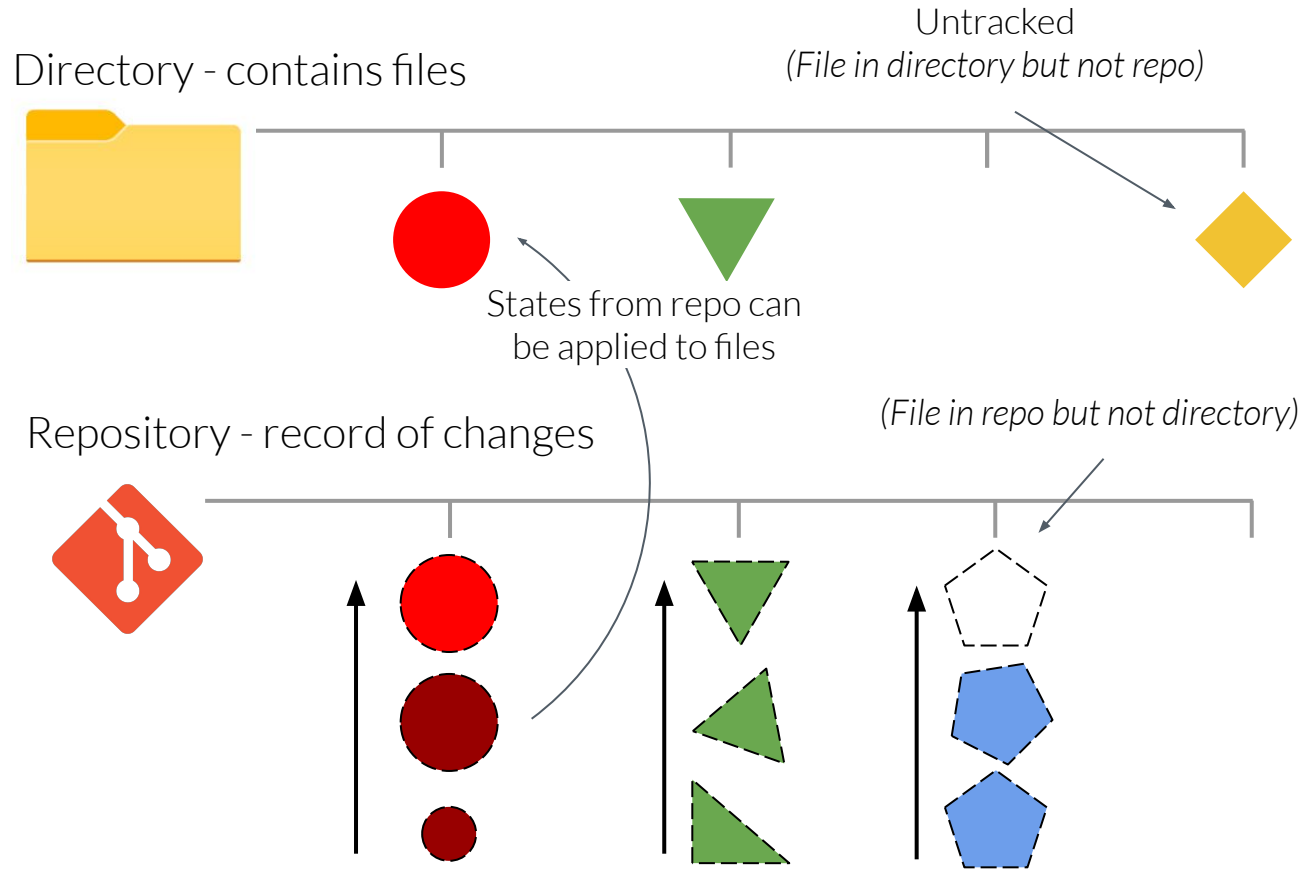 Untracked
(File in directory but not repo)
Directory - contains files
States from repo can
be applied to files
(File in repo but not directory)
Repository - record of changes